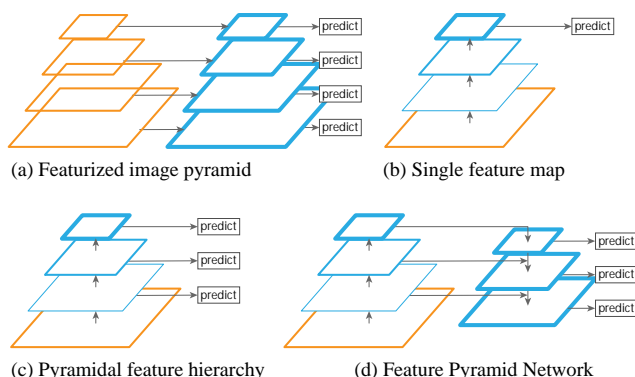 predict
predict
predict
predict
(a) Featurized image pyramid
predict
(b) Single feature map
predict
predict
predict
(c) Pyramidal feature hierarchy
predict
predict
predict
(d) Feature Pyramid Network